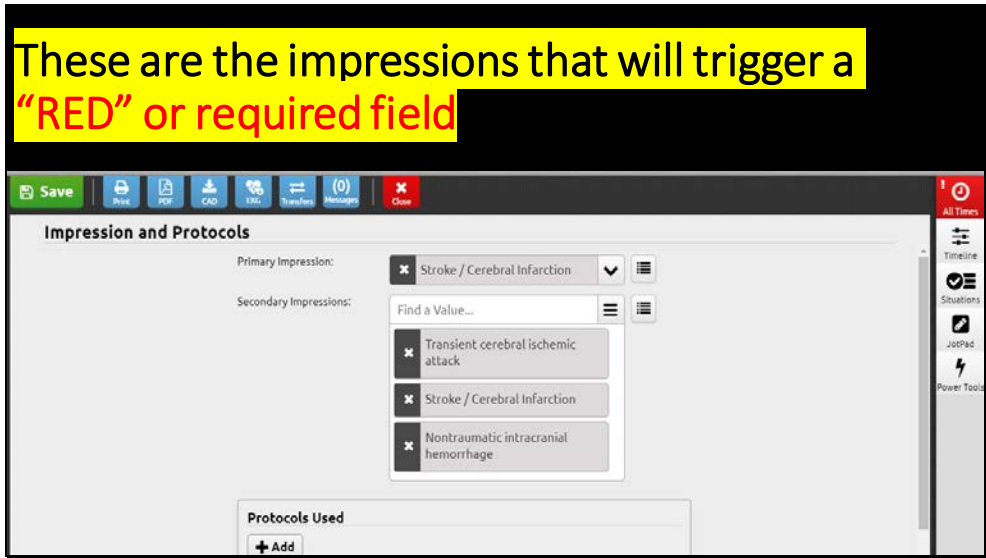 These are the impressions that will trigger a
“RED” or required field
Save
Print
PDF
CAD
EKG
Transfers
(0)
Messages
Close
!
All Times
Impression and Protocols
Primary Impression:
Stroke / Cerebral Infarction
Timeline
Secondary Impressions:
Find a Value...
Situations
Transient cerebral ischemic
attack
JotPad
Stroke / Cerebral Infarction
Power Tools
Nontraumatic intracranial
hemorrhage
Protocols Used
Add